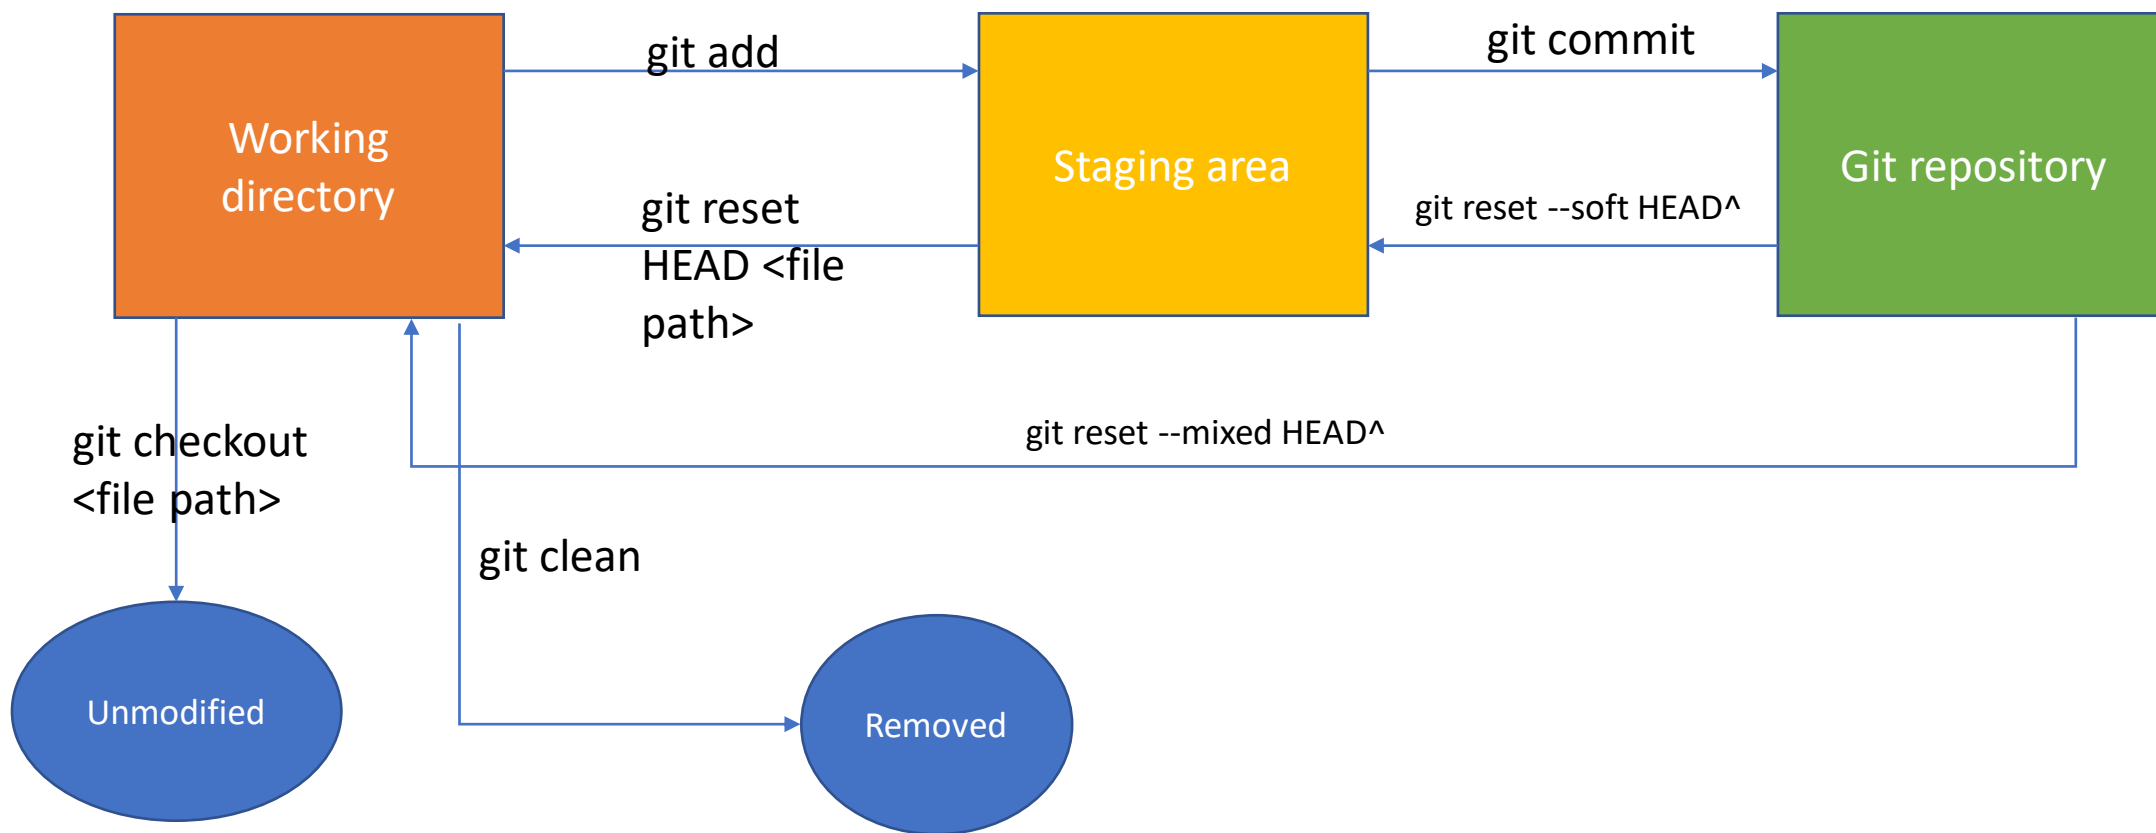 git add
git commit
Working
directory
Staging area
Git repository
git reset
HEAD <file
path>
git reset --soft HEAD^
git reset --mixed HEAD^
git checkout
<file path>
git clean
Unmodified
Removed